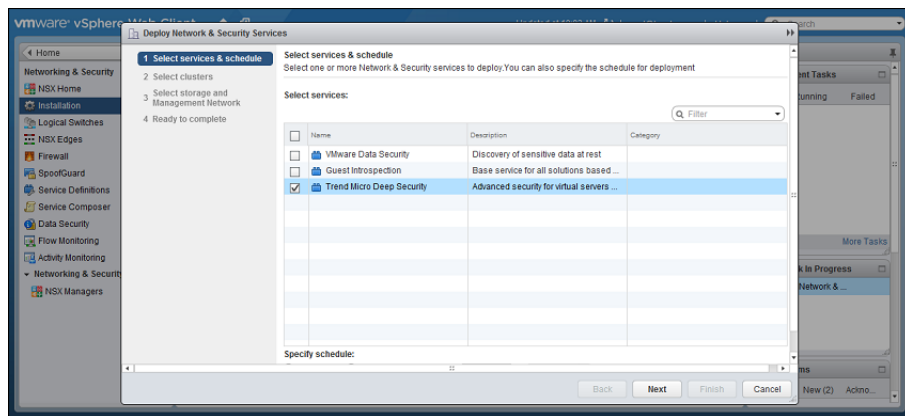 vmware® vSphere Web Client
Deploy Network & Security Services
Home
Networking & Security
NSX Home
Installation
Logical Switches
NSX Edges
Firewall
SpoofGuard
Service Definitions
Service Composer
Data Security
Flow Monitoring
Activity Monitoring
Networking & Securit
NSX Managers
1 Select services & schedule
2 Select clusters
3 Select storage and
Management Network
4 Ready to complete
Select services & schedule
Select one or more Network & Security services to deploy.You can also specify the schedule for deployment
Select services:
Filter
Name Description Category
VMware Data Security Discovery of sensitive data at rest
Guest Introspection Base service for all solutions based ...
Trend Micro Deep Security Advanced security for virtual servers ...
Specify schedule:
Back Next Finish Cancel
arch
ent Tasks
unning Failed
More Tasks
k In Progress
Network & ...
ms
New (2) Ackno...